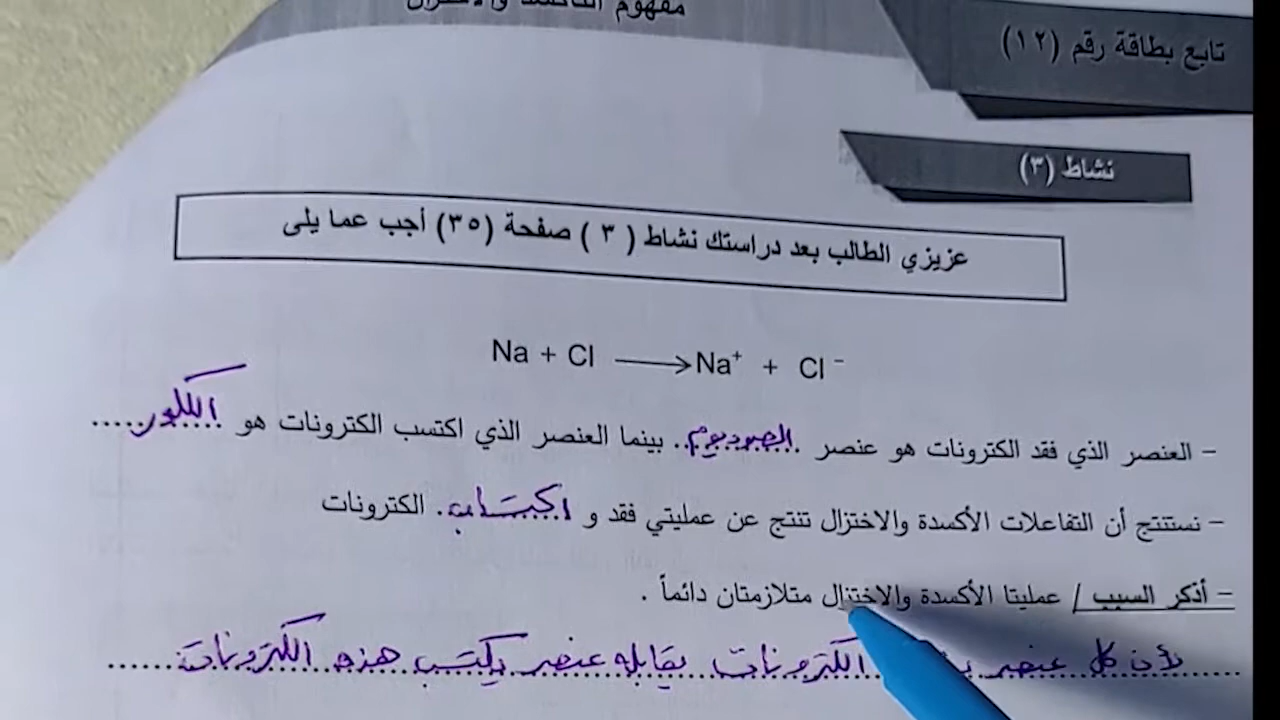 مفهوم التأكسد والاختزال
تابع بطاقة رقم (١٢)
نشاط (٣)
عزيزي الطالب بعد دراستك نشاط ( ٣ ) صفحة (٣٥) أجب عما يلى
Na + Cl ⟶ Na⁺ + Cl⁻
– العنصر الذي فقد الكترونات هو عنصر الصوديوم.. بينما العنصر الذي اكتسب الكترونات هو الكلور.....
– نستنتج أن التفاعلات الأكسدة والاختزال تنتج عن عمليتي فقد و اكتساب. الكترونات
– أذكر السبب / عمليتا الأكسدة والاختزال متلازمتان دائماً .
لأن كل عنصر الكترونات يقابله عنصر يكتسب هذه الكترونات